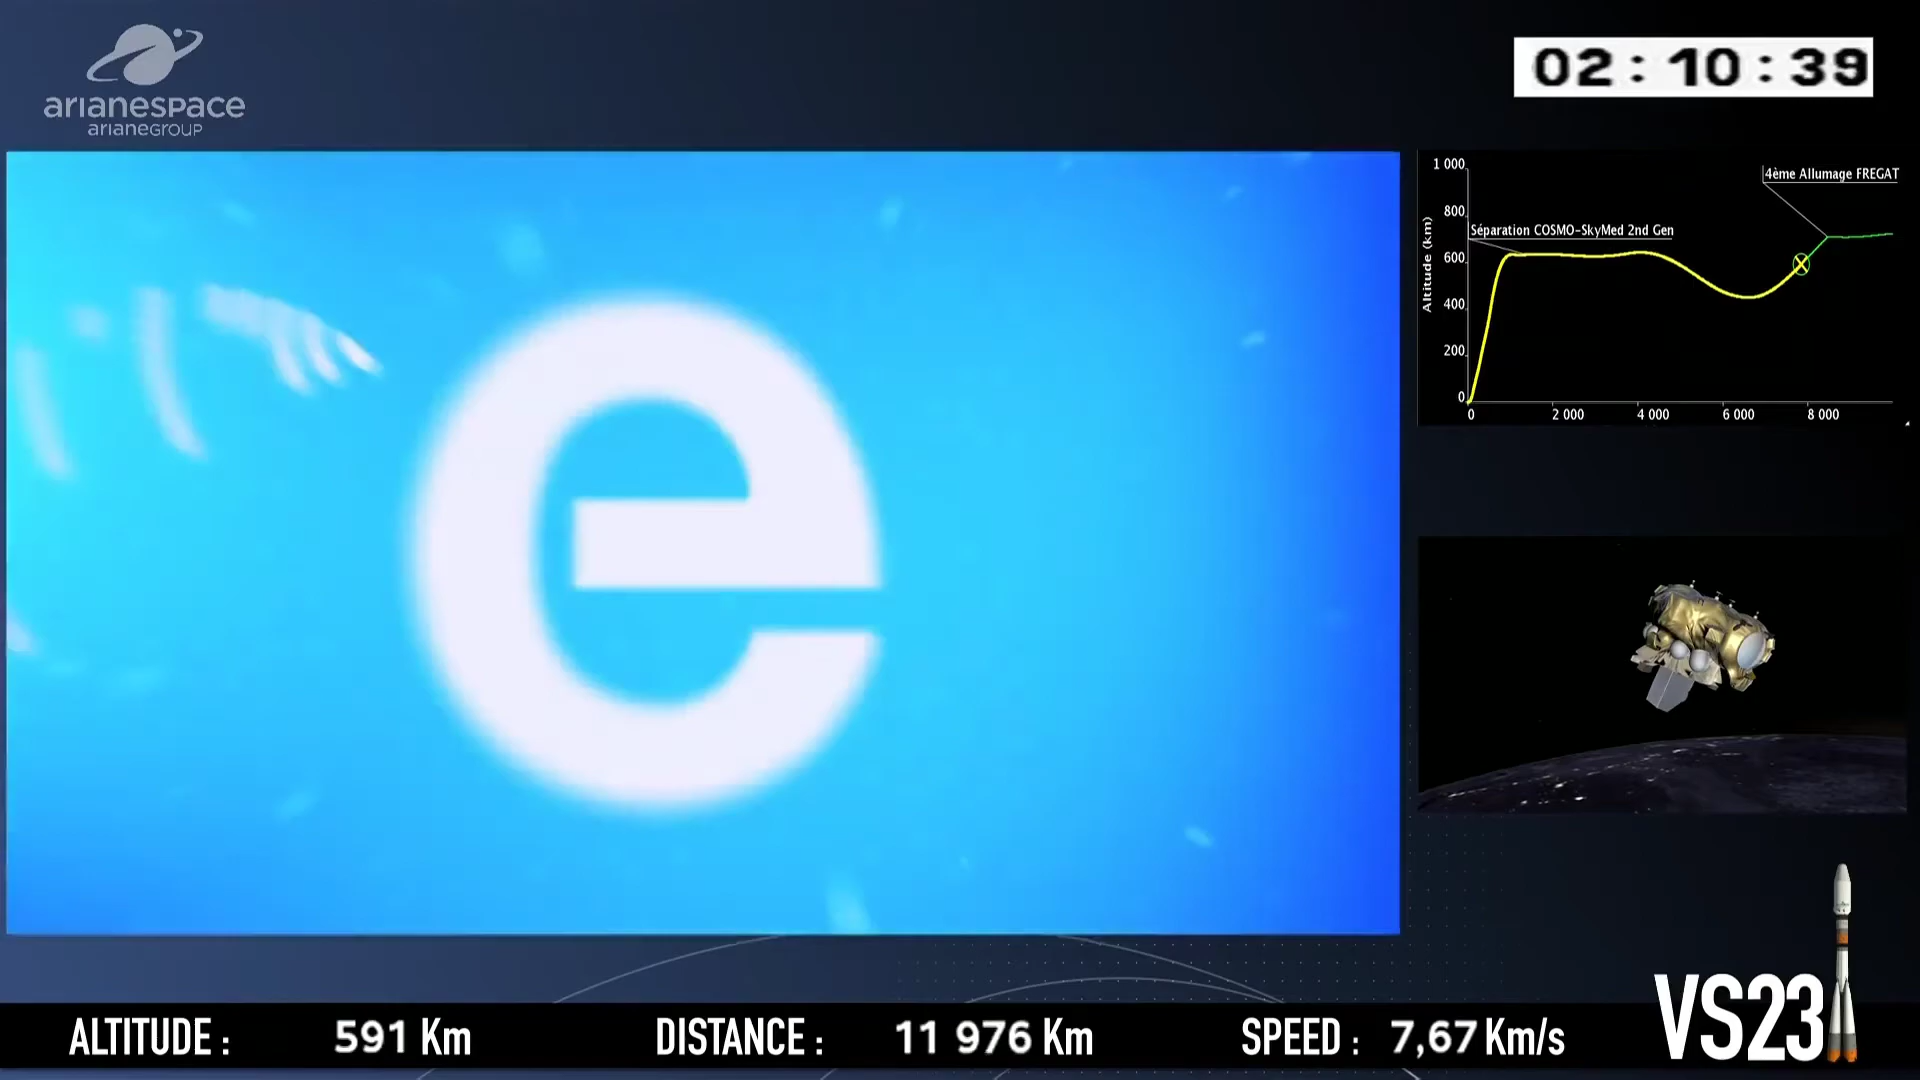 arianespace
arianeGROUP
02 : 10 : 39
e
1 000
4ème Allumage FREGAT
800
Séparation COSMO-SkyMed 2nd Gen
600
400
200
0
Altitude (km)
0 2 000 4 000 6 000 8 000
ALTITUDE : 591 Km DISTANCE : 11 976 Km SPEED : 7,67 Km/s
VS23